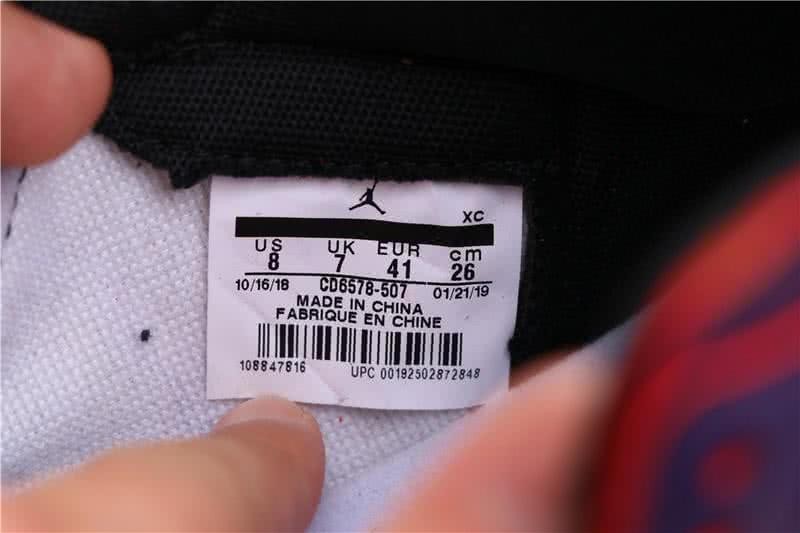 XC
US UK EUR cm
8 7 41 26
10/16/18 CD6578-507 01/21/19
MADE IN CHINA
FABRIQUE EN CHINE
108847816 UPC 00192502872848